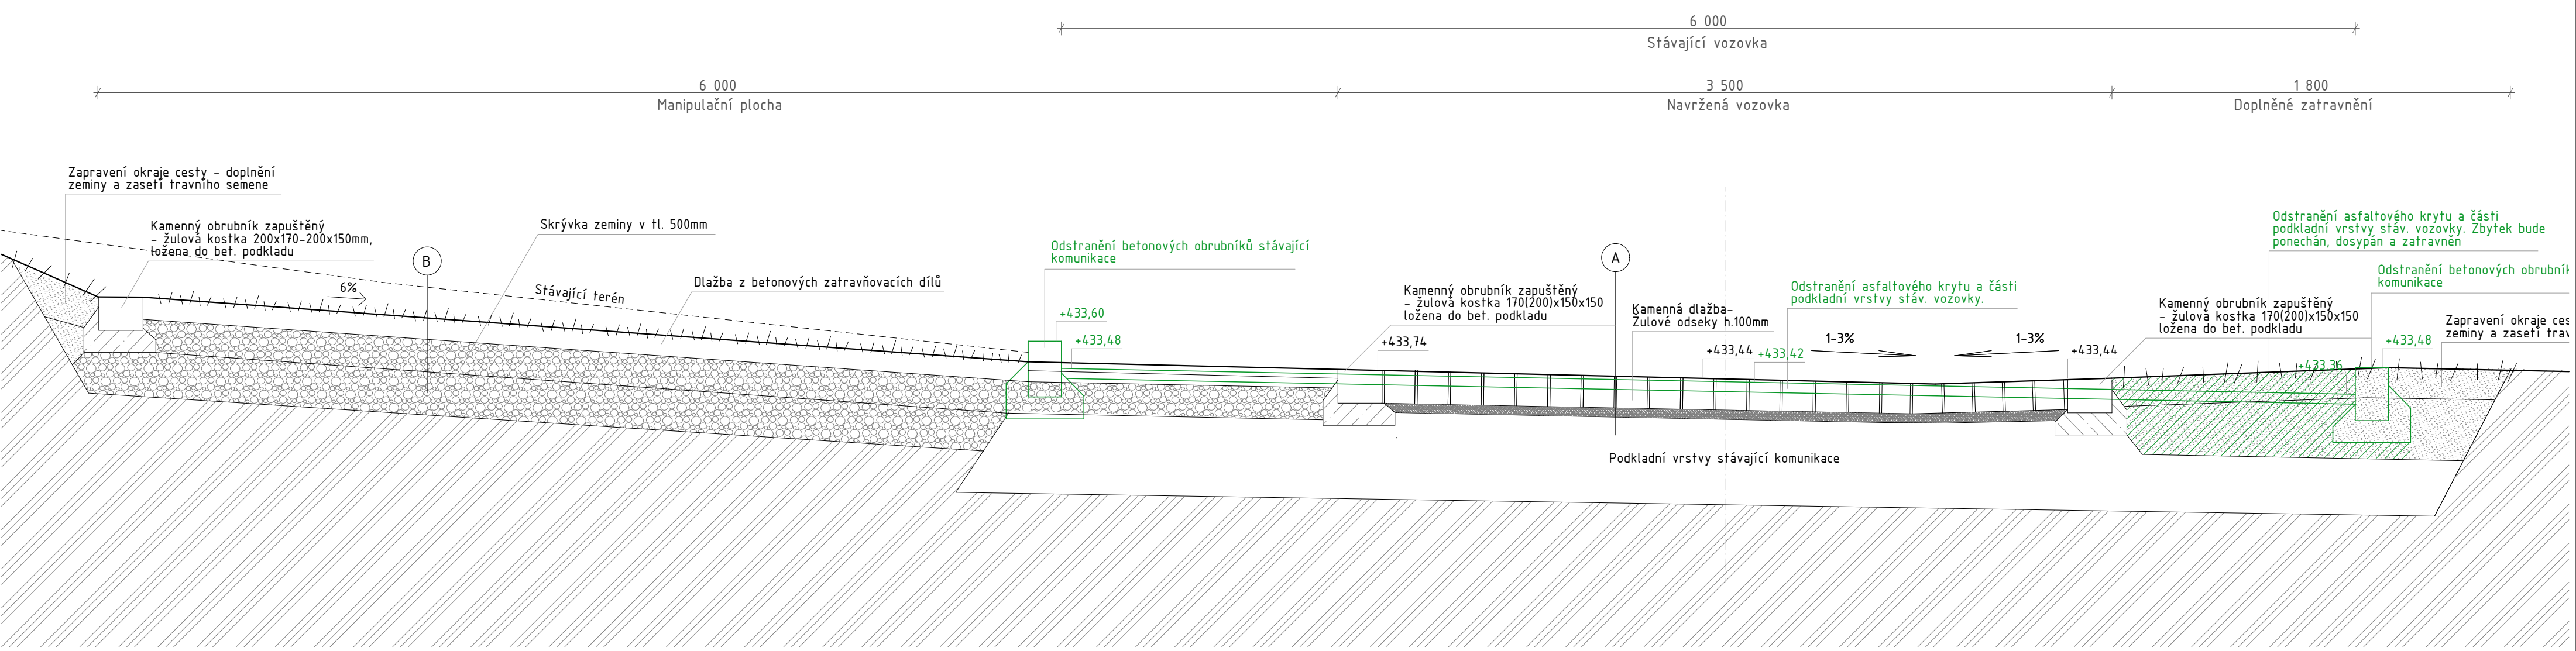 6 000
Stávající vozovka
6 000
Manipulační plocha
3 500
Navržená vozovka
1 800
Doplněné zatravnění
Zapravení okraje cesty - doplnění
zeminy a zasetí travního semene
Kamenný obrubník zapuštěný
- žulová kostka 200x170-200x150mm,
ložena do bet. podkladu
6%
B
Skrývka zeminy v tl. 500mm
Stávající terén
Dlažba z betonových zatravňovacích dílů
Odstranění betonových obrubníků stávající
komunikace
+433,60
+433,48
Kamenný obrubník zapuštěný
- žulová kostka 170(200)x150x150
ložena do bet. podkladu
+433,74
A
Kamenná dlažba-
Žulové odseky h.100mm
Odstranění asfaltového krytu a části
podkladní vrstvy stáv. vozovky.
+433,44
+433,42
1-3%
1-3%
+433,44
Podkladní vrstvy stávající komunikace
Kamenný obrubník zapuštěný
- žulová kostka 170(200)x150x150
ložena do bet. podkladu
Odstranění asfaltového krytu a části
podkladní vrstvy stáv. vozovky. Zbytek bude
ponechán, dosypán a zatravněn
Odstranění betonových obrubník
komunikace
+433,36
+433,48
Zapravení okraje ces
zeminy a zasetí trav